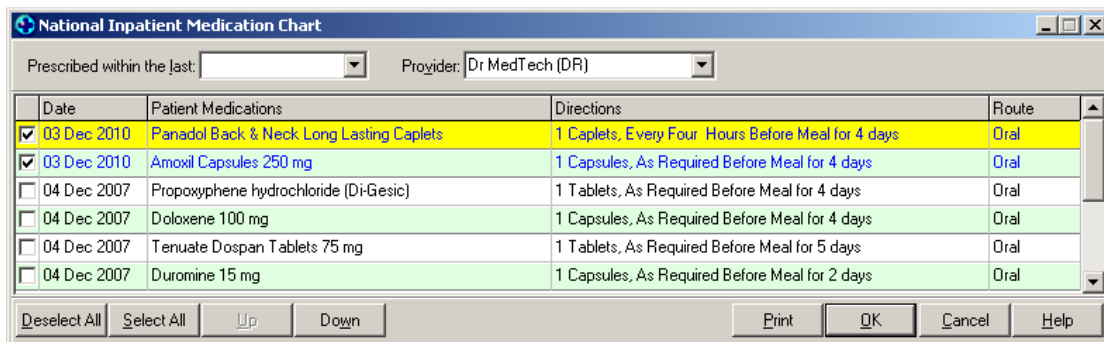 National Inpatient Medication Chart
Prescribed within the last: Provider: Dr MedTech (DR)
Date Patient Medications Directions Route
03 Dec 2010 Panadol Back & Neck Long Lasting Caplets 1 Caplets, Every Four Hours Before Meal for 4 days Oral
03 Dec 2010 Amoxil Capsules 250 mg 1 Capsules, As Required Before Meal for 4 days Oral
04 Dec 2007 Propoxyphene hydrochloride (Di-Gesic) 1 Tablets, As Required Before Meal for 4 days Oral
04 Dec 2007 Doloxene 100 mg 1 Capsules, As Required Before Meal for 4 days Oral
04 Dec 2007 Tenuate Dospan Tablets 75 mg 1 Tablets, As Required Before Meal for 5 days Oral
04 Dec 2007 Duromine 15 mg 1 Capsules, As Required Before Meal for 2 days Oral
Deselect All Select All Up Down Print OK Cancel Help